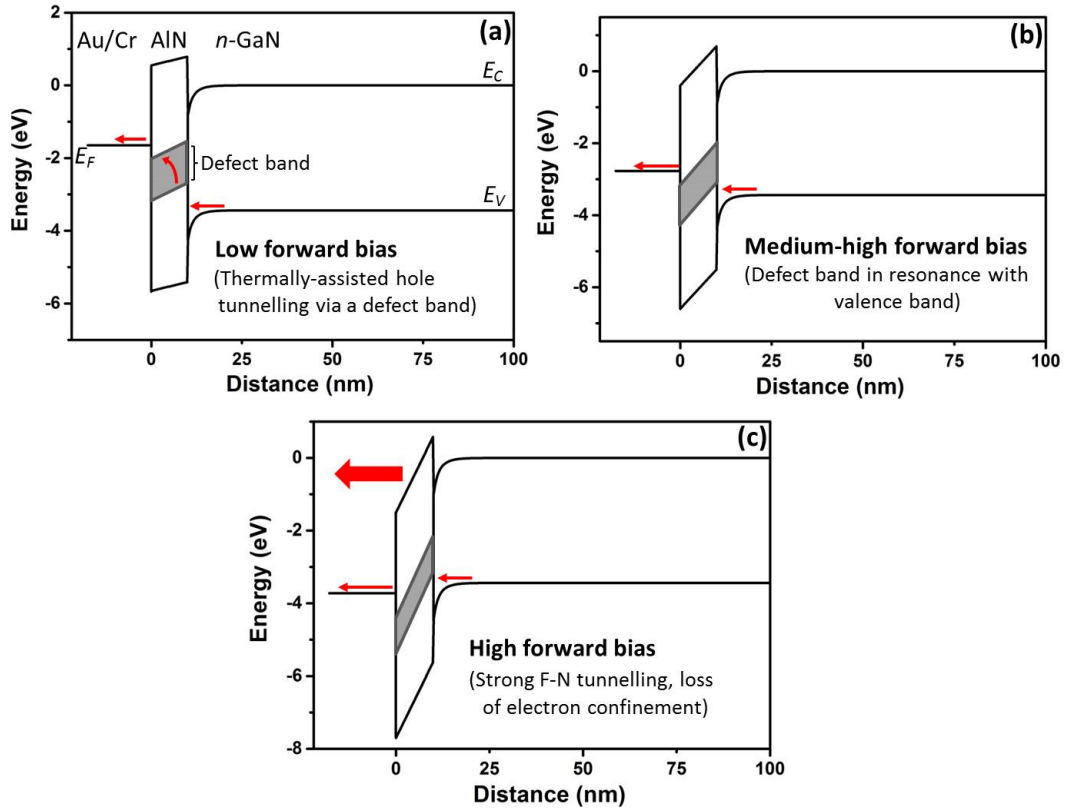 (a)
Au/Cr AlN n-GaN
2
0
-2
-4
-6
Energy (eV)
E_C
E_F
Defect band
E_V
Low forward bias
(Thermally-assisted hole
tunnelling via a defect band)
0 25 50 75 100
Distance (nm)
(b)
0
-2
-4
-6
Energy (eV)
Medium-high forward bias
(Defect band in resonance with
valence band)
0 25 50 75 100
Distance (nm)
(c)
0
-2
-4
-6
-8
Energy (eV)
High forward bias
(Strong F-N tunnelling, loss
of electron confinement)
0 25 50 75 100
Distance (nm)